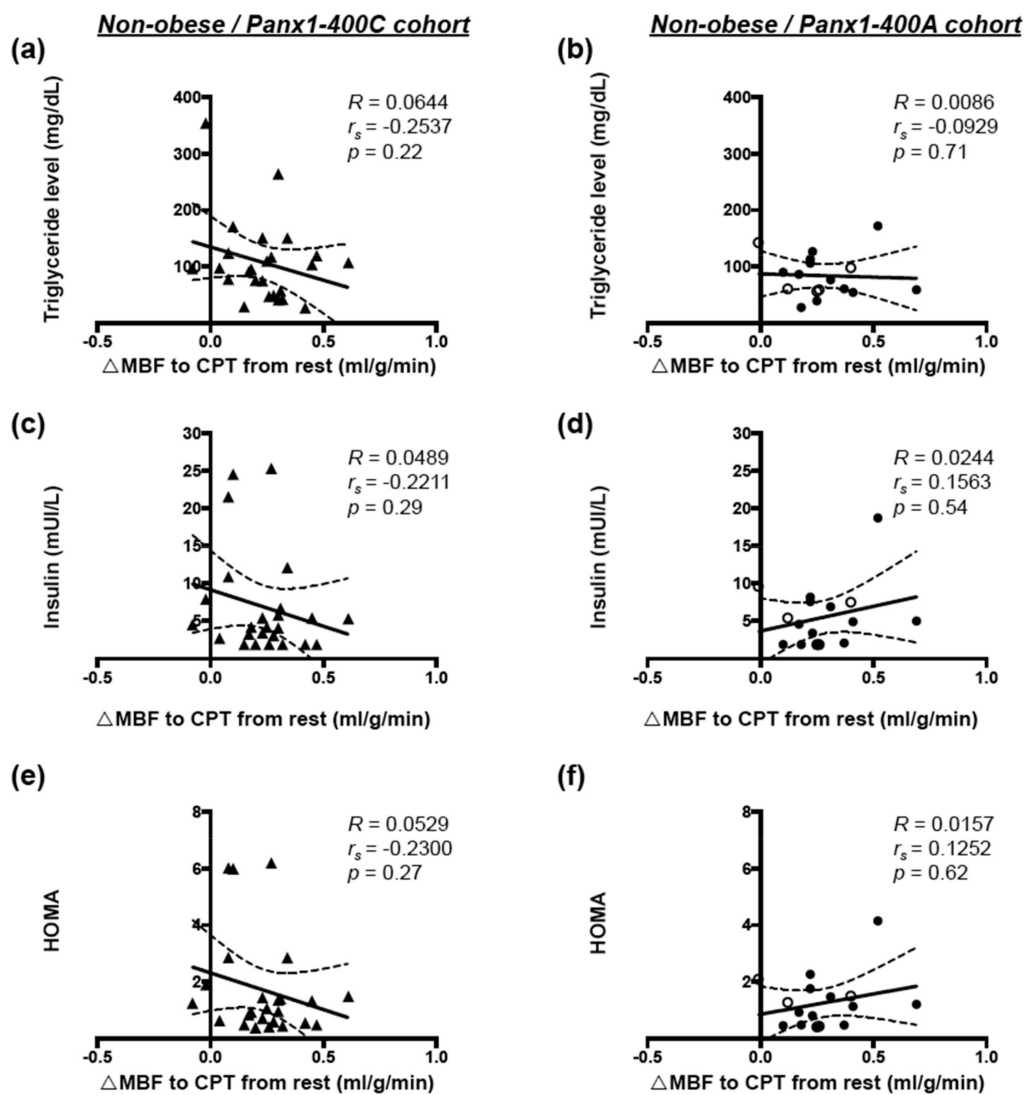 Non-obese / Panx1-400C cohort
Non-obese / Panx1-400A cohort
(a)
Triglyceride level (mg/dL)
400
300
200
100
-0.5 0.0 0.5 1.0
R = 0.0644
rs = -0.2537
p = 0.22
△MBF to CPT from rest (ml/g/min)
(b)
Triglyceride level (mg/dL)
400
300
200
100
-0.5 0.0 0.5 1.0
R = 0.0086
rs = -0.0929
p = 0.71
△MBF to CPT from rest (ml/g/min)
(c)
Insulin (mUI/L)
30
25
20
15
10
5
-0.5 0.0 0.5 1.0
R = 0.0489
rs = -0.2211
p = 0.29
△MBF to CPT from rest (ml/g/min)
(d)
Insulin (mUI/L)
30
25
20
15
10
5
-0.5 0.0 0.5 1.0
R = 0.0244
rs = 0.1563
p = 0.54
△MBF to CPT from rest (ml/g/min)
(e)
HOMA
8
6
4
2
-0.5 0.0 0.5 1.0
R = 0.0529
rs = -0.2300
p = 0.27
△MBF to CPT from rest (ml/g/min)
(f)
HOMA
8
6
4
2
-0.5 0.0 0.5 1.0
R = 0.0157
rs = 0.1252
p = 0.62
△MBF to CPT from rest (ml/g/min)